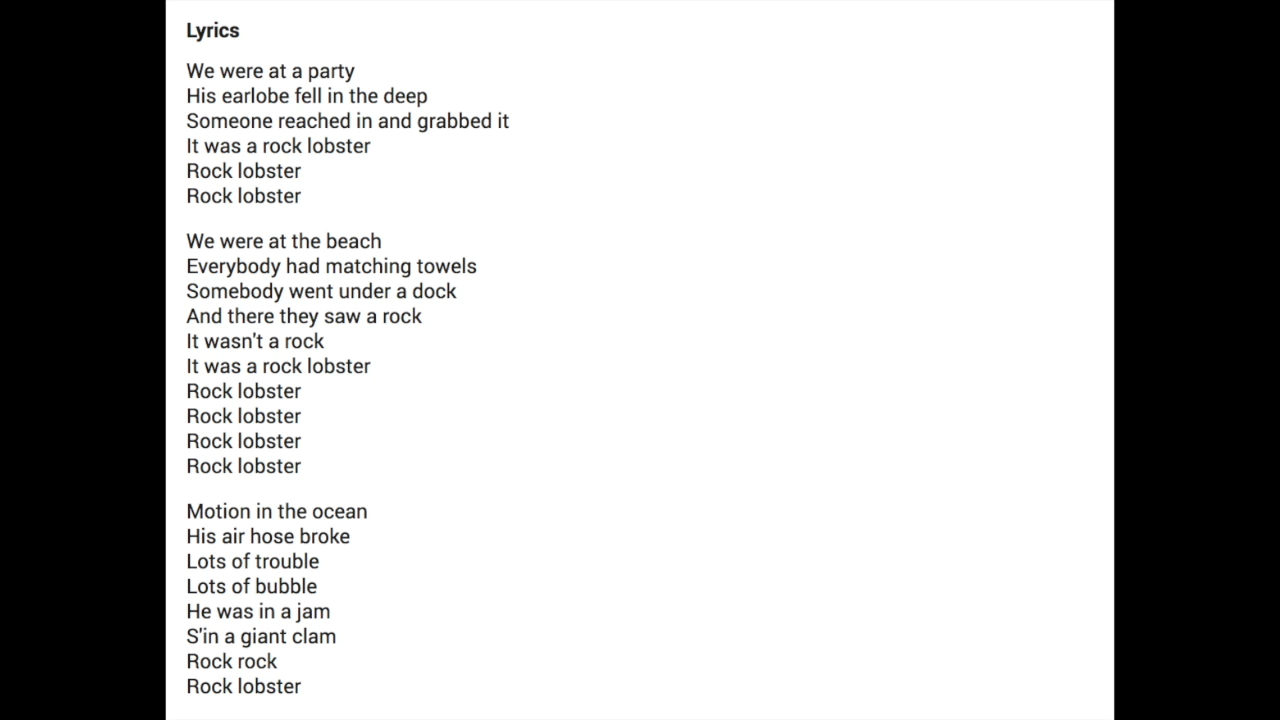 Lyrics
We were at a party
His earlobe fell in the deep
Someone reached in and grabbed it
It was a rock lobster
Rock lobster
Rock lobster
We were at the beach
Everybody had matching towels
Somebody went under a dock
And there they saw a rock
It wasn't a rock
It was a rock lobster
Rock lobster
Rock lobster
Rock lobster
Rock lobster
Motion in the ocean
His air hose broke
Lots of trouble
Lots of bubble
He was in a jam
S'in a giant clam
Rock rock
Rock lobster